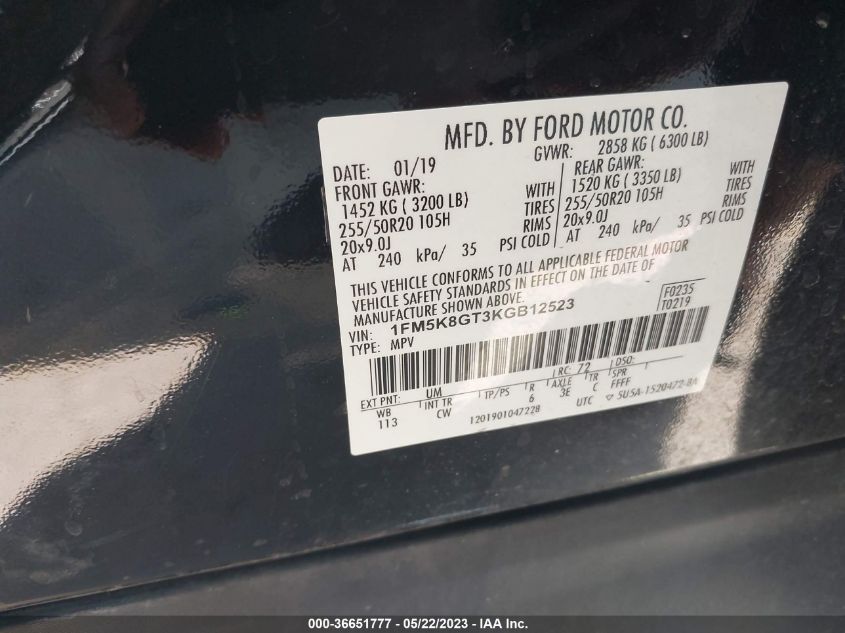 MFD. BY FORD MOTOR CO.
DATE: 01/19 GVWR: 2858 KG ( 6300 LB)
FRONT GAWR: REAR GAWR:
1452 KG ( 3200 LB) WITH 1520 KG ( 3350 LB) WITH
255/50R20 105H TIRES 255/50R20 105H TIRES
20x9.0J RIMS 20x9.0J RIMS
AT 240 kPa/ 35 PSI COLD AT 240 kPa/ 35 PSI COLD
THIS VEHICLE CONFORMS TO ALL APPLICABLE FEDERAL MOTOR
VEHICLE SAFETY STANDARDS IN EFFECT ON THE DATE OF
MANUFACTURE SHOWN ABOVE.
VIN: 1FM5K8GT3KGB12523 F0235
TYPE: MPV T0219
EXT PNT: UM RC: 72 DSO:
WB INT TR TP/PS R AXLE TR SPR
113 CW 6 3E C FFFF
1201901047228 UTC ▽ 5U5A-1520472-BA
000-36651777 - 05/22/2023 - IAA Inc.